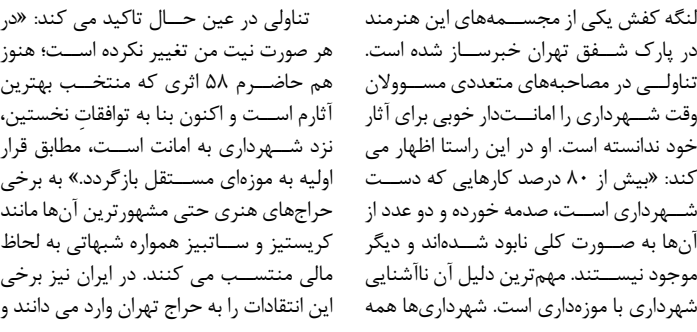 لنگه کفش یکی از مجسمه‌های این هنرمند
در پارک شفق تهران خبرساز شده است.
تناولی در مصاحبه‌های متعددی مسوولان
وقت شهرداری را امانت‌دار خوبی برای آثار
خود ندانسته است. او در این راستا اظهار می
کند: «بیش از ۸۰ درصد کارهایی که دست
شهرداری است، صدمه خورده و دو عدد از
آن‌ها به صورت کلی نابود شده‌اند و دیگر
موجود نیستند. مهم‌ترین دلیل آن ناآشنایی
شهرداری با موزه‌داری است. شهرداری‌ها همه
تناولی در عین حال تاکید می کند: «در
هر صورت نیت من تغییر نکرده است؛ هنوز
هم حاضرم ۵۸ اثری که منتخب بهترین
آثارم است و اکنون بنا به توافقاتِ نخستین،
نزد شهرداری به امانت است، مطابق قرار
اولیه به موزه‌ای مستقل بازگردد.» به برخی
حراج‌های هنری حتی مشهورترین آن‌ها مانند
کریستیز و ساتبیز همواره شبهاتی به لحاظ
مالی منتسب می کنند. در ایران نیز برخی
این انتقادات را به حراج تهران وارد می دانند و